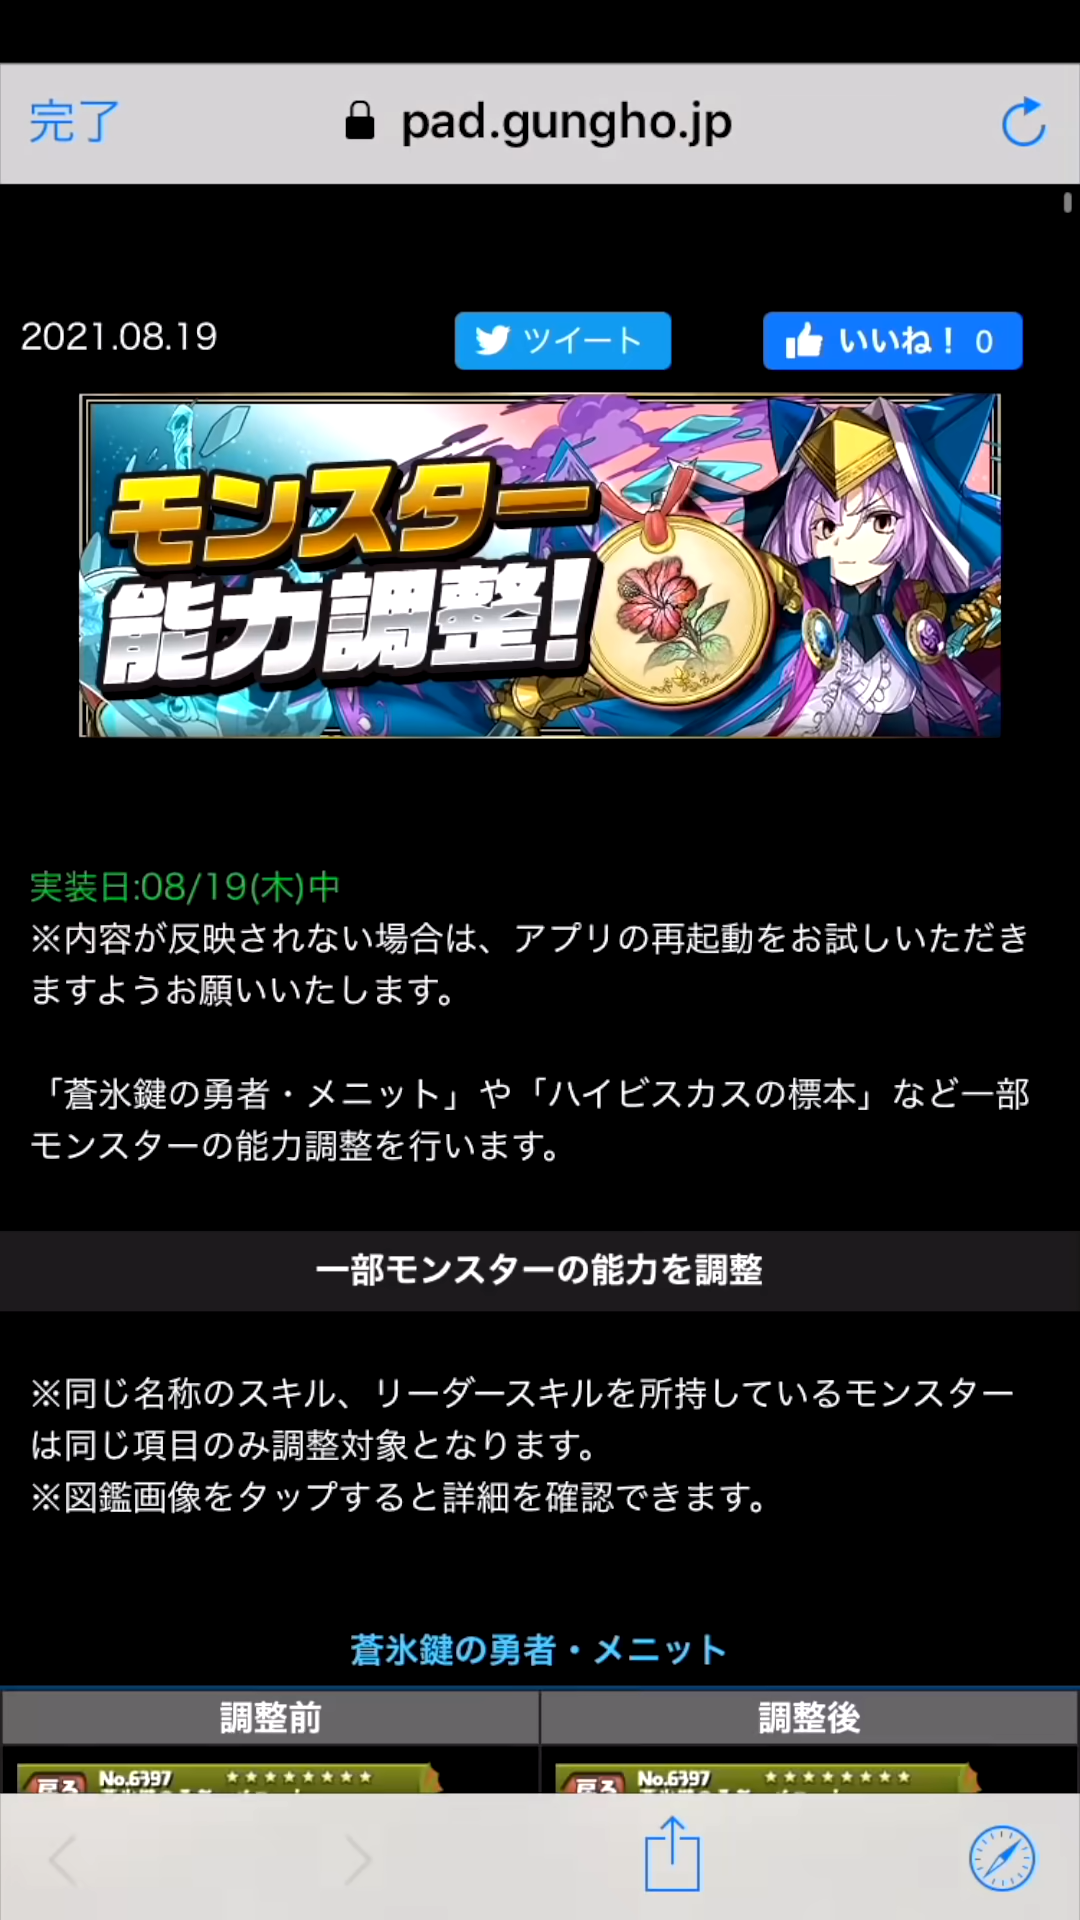 完了
pad.gungho.jp
2021.08.19
ツイート
いいね！ 0
モンスター
能力調整!
実装日:08/19(木)中
※内容が反映されない場合は、アプリの再起動をお試しいただき
ますようお願いいたします。
「蒼氷鍵の勇者・メニット」や「ハイビスカスの標本」など一部
モンスターの能力調整を行います。
一部モンスターの能力を調整
※同じ名称のスキル、リーダースキルを所持しているモンスター
は同じ項目のみ調整対象となります。
※図鑑画像をタップすると詳細を確認できます。
蒼氷鍵の勇者・メニット
調整前
調整後
戻る No.6397 ★★★★★★★★
戻る No.6397 ★★★★★★★★